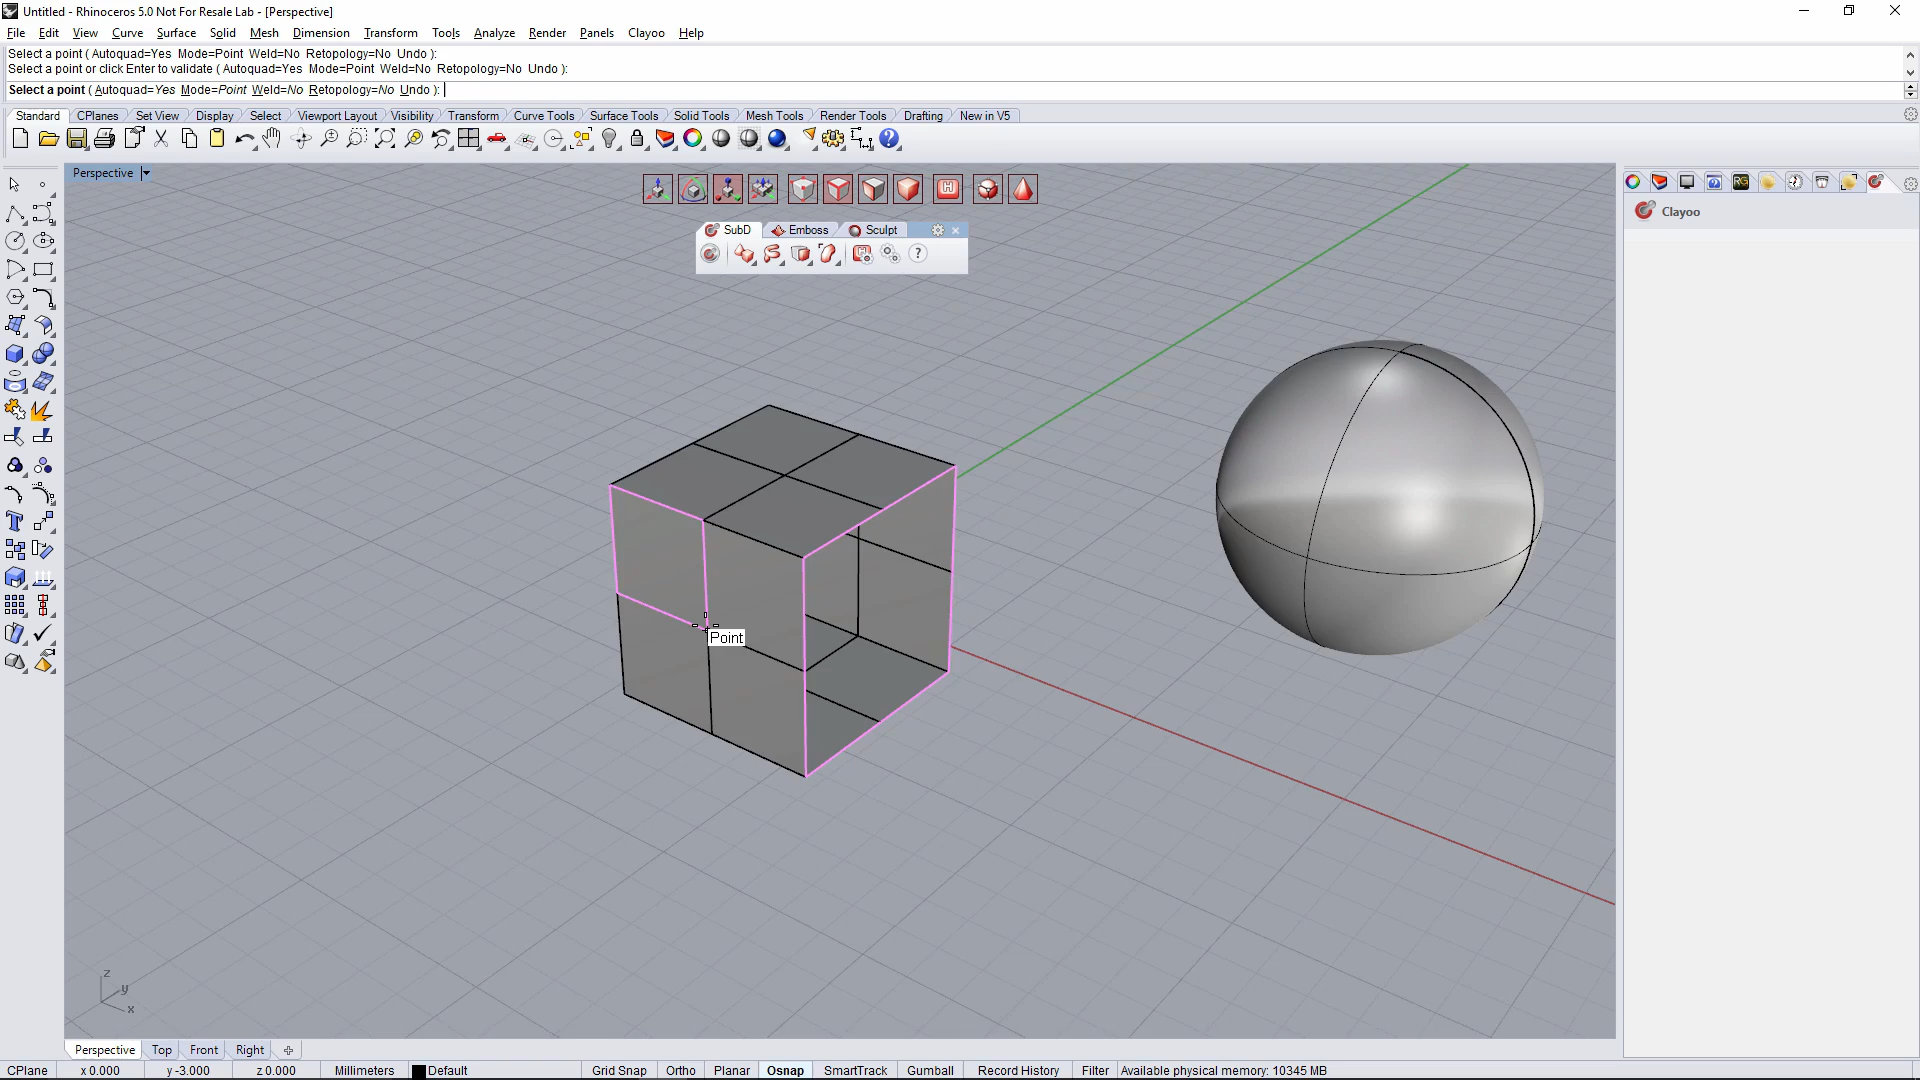 Untitled - Rhinoceros 5.0 Not For Resale Lab - [Perspective]
File Edit View Curve Surface Solid Mesh Dimension Transform Tools Analyze Render Panels Clayoo Help
Select a point ( Autoquad=Yes Mode=Point Weld=No Retopology=No Undo ):
Select a point or click Enter to validate ( Autoquad=Yes Mode=Point Weld=No Retopology=No Undo ):
Select a point ( Autoquad=Yes Mode=Point Weld=No Retopology=No Undo ):
Standard CPlanes Set View Display Select Viewport Layout Visibility Transform Curve Tools Surface Tools Solid Tools Mesh Tools Render Tools Drafting New in V5
Perspective
SubD Emboss Sculpt
Clayoo
Point
z
y
x
Perspective Top Front Right
CPlane x 0.000 y -3.000 z 0.000 Millimeters Default Grid Snap Ortho Planar Osnap SmartTrack Gumball Record History Filter Available physical memory: 10345 MB